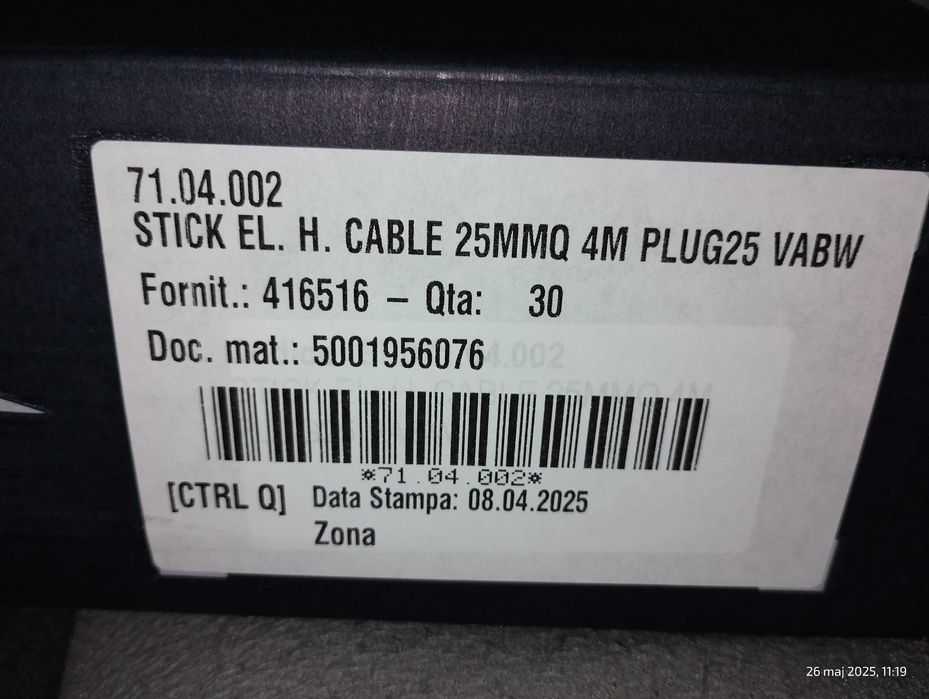 71.04.002
STICK EL. H. CABLE 25MMQ 4M PLUG25 VABW
Fornit.: 416516 – Qta: 30
Doc. mat.: 5001956076
*71.04.002*
[CTRL Q] Data Stampa: 08.04.2025
Zona
26 maj 2025, 11:19